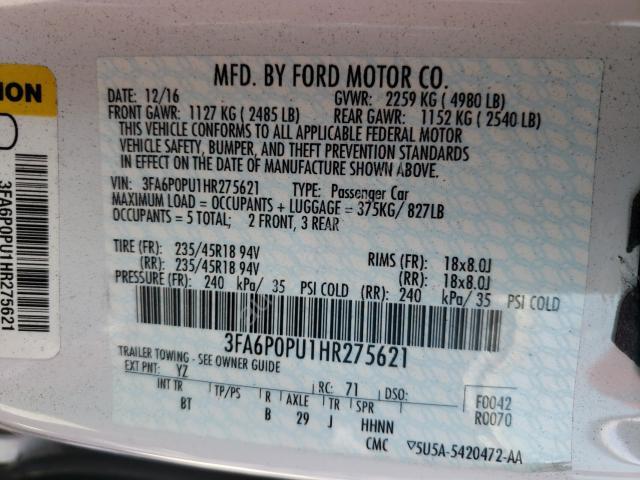 MFD. BY FORD MOTOR CO.
DATE: 12/16 GVWR: 2259 KG ( 4980 LB)
FRONT GAWR: 1127 KG ( 2485 LB) REAR GAWR: 1152 KG ( 2540 LB)
THIS VEHICLE CONFORMS TO ALL APPLICABLE FEDERAL MOTOR
VEHICLE SAFETY, BUMPER, AND THEFT PREVENTION STANDARDS
IN EFFECT ON THE DATE OF MANUFACTURE SHOWN ABOVE.
VIN: 3FA6P0PU1HR275621 TYPE: Passenger Car
MAXIMUM LOAD = OCCUPANTS + LUGGAGE = 375KG/ 827LB
OCCUPANTS = 5 TOTAL; 2 FRONT, 3 REAR
TIRE (FR): 235/45R18 94V RIMS (FR): 18x8.0J
(RR): 235/45R18 94V (RR): 18x8.0J
PRESSURE (FR): 240 kPa/ 35 PSI COLD (RR): 240 kPa/ 35 PSI COLD
3FA6P0PU1HR275621
TRAILER TOWING - SEE OWNER GUIDE
EXT PNT: YZ RC: 71 DSO: F0042
INT TR TP/PS R AXLE TR SPR R0070
BT B 29 J HHNN
CMC ▽5U5A-5420472-AA
3FA6P0PU1HR275621